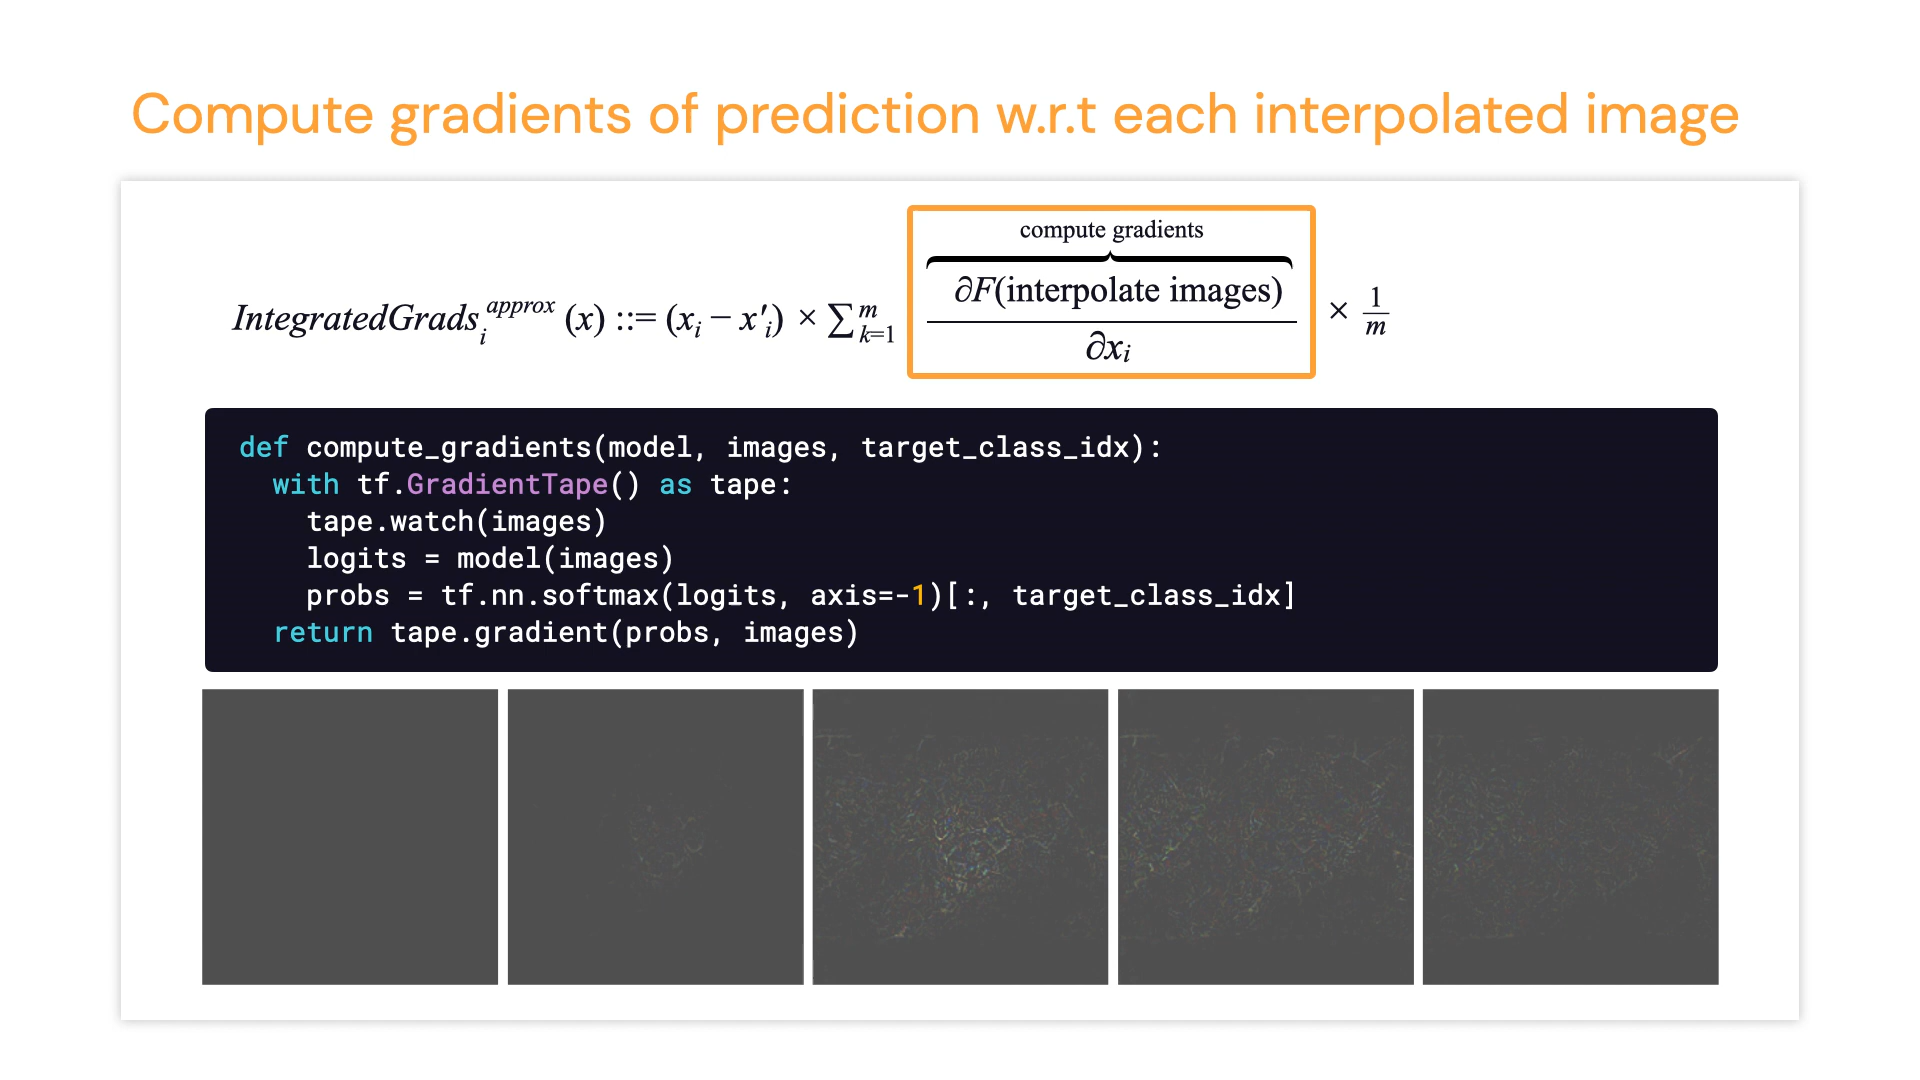 Compute gradients of prediction w.r.t each interpolated image
compute gradients
IntegratedGrads_i^approx (x) ::= (x_i − x'_i) × ∑_{k=1}^m ∂F(interpolate images) / ∂x_i × 1/m
def compute_gradients(model, images, target_class_idx):
  with tf.GradientTape() as tape:
    tape.watch(images)
    logits = model(images)
    probs = tf.nn.softmax(logits, axis=-1)[:, target_class_idx]
  return tape.gradient(probs, images)